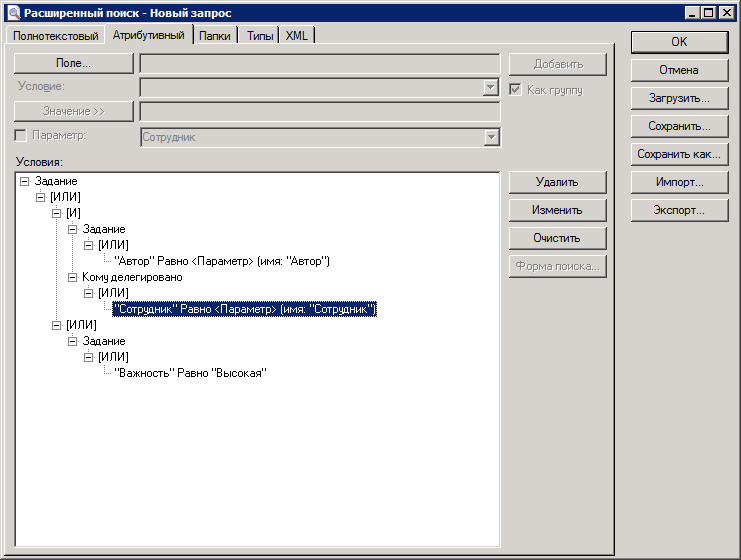 Расширенный поиск - Новый запрос
Полнотекстовый Атрибутивный Папки Типы XML
Поле...
Добавить
Условие:
Как группу
Значение >>
Параметр:
Сотрудник
Условия:
Задание
[ИЛИ]
[И]
Задание
[ИЛИ]
"Автор" Равно <Параметр> (имя: "Автор")
Кому делегировано
[ИЛИ]
"Сотрудник" Равно <Параметр> (имя: "Сотрудник")
[ИЛИ]
Задание
[ИЛИ]
"Важность" Равно "Высокая"
Удалить
Изменить
Очистить
Форма поиска...
OK
Отмена
Загрузить...
Сохранить...
Сохранить как...
Импорт...
Экспорт...